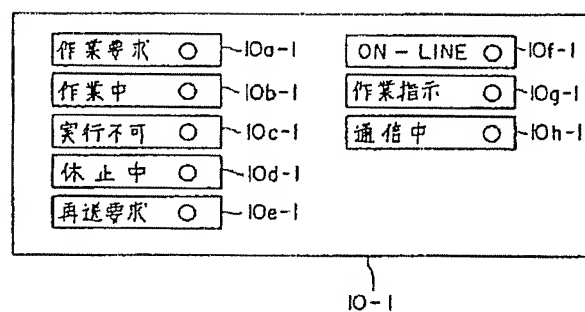 作業要求 ○ 10a-1
作業中 ○ 10b-1
実行不可 ○ 10c-1
休止中 ○ 10d-1
再送要求 ○ 10e-1
ON-LINE ○ 10f-1
作業指示 ○ 10g-1
通信中 ○ 10h-1
10-1